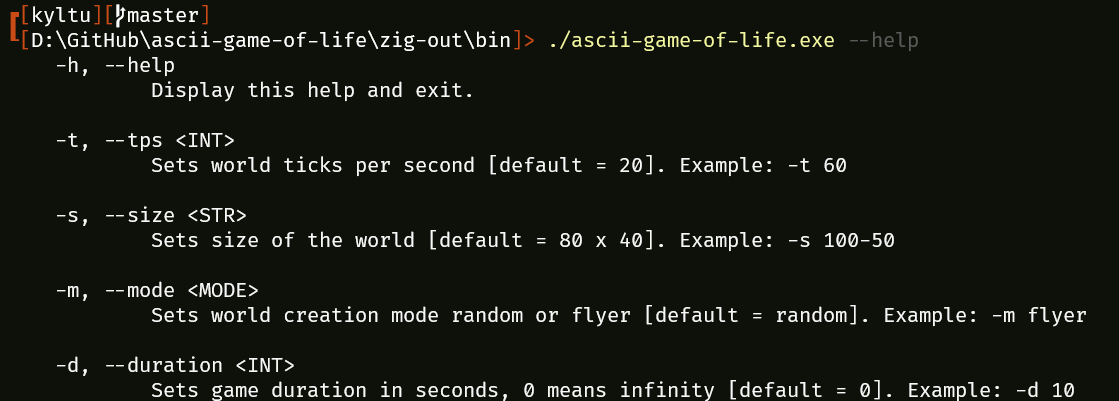 [kyltu][master]
[D:\GitHub\ascii-game-of-life\zig-out\bin]> ./ascii-game-of-life.exe --help
-h, --help
Display this help and exit.
-t, --tps <INT>
Sets world ticks per second [default = 20]. Example: -t 60
-s, --size <STR>
Sets size of the world [default = 80 x 40]. Example: -s 100-50
-m, --mode <MODE>
Sets world creation mode random or flyer [default = random]. Example: -m flyer
-d, --duration <INT>
Sets game duration in seconds, 0 means infinity [default = 0]. Example: -d 10